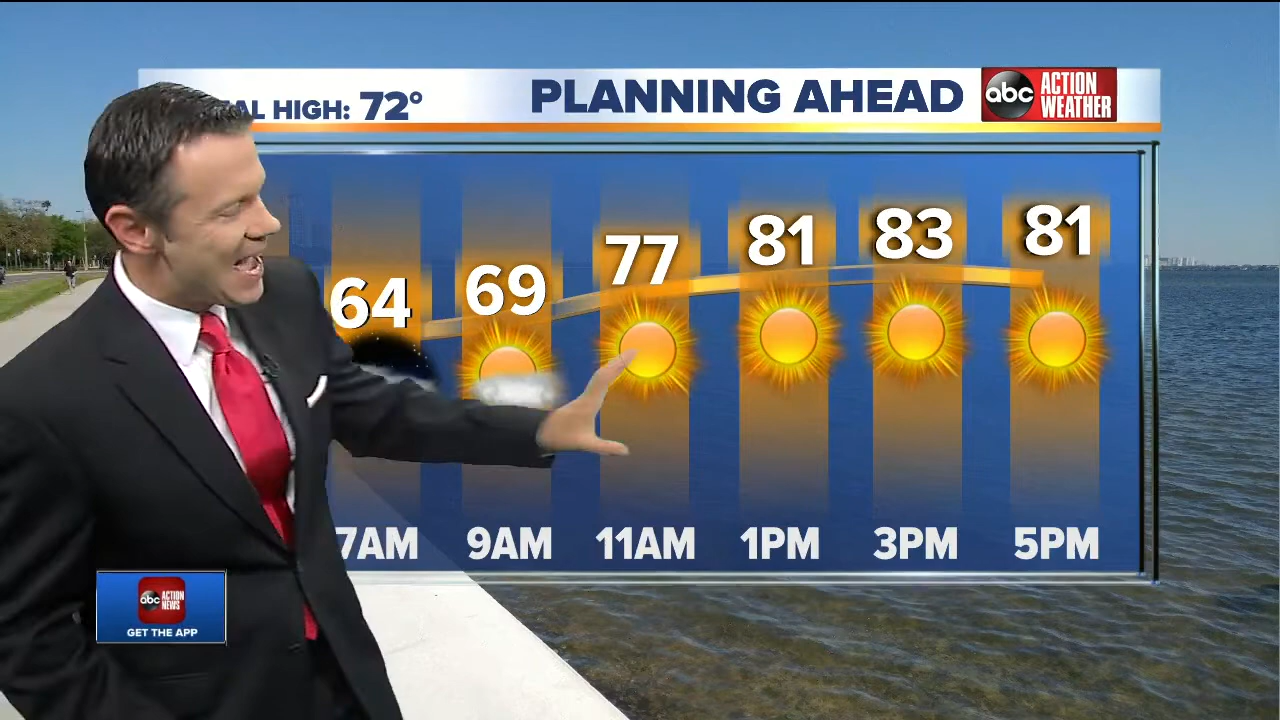 HIGH: 72°
PLANNING AHEAD
abc ACTION WEATHER
64 69 77 81 83 81
7AM 9AM 11AM 1PM 3PM 5PM
abc ACTION NEWS
GET THE APP